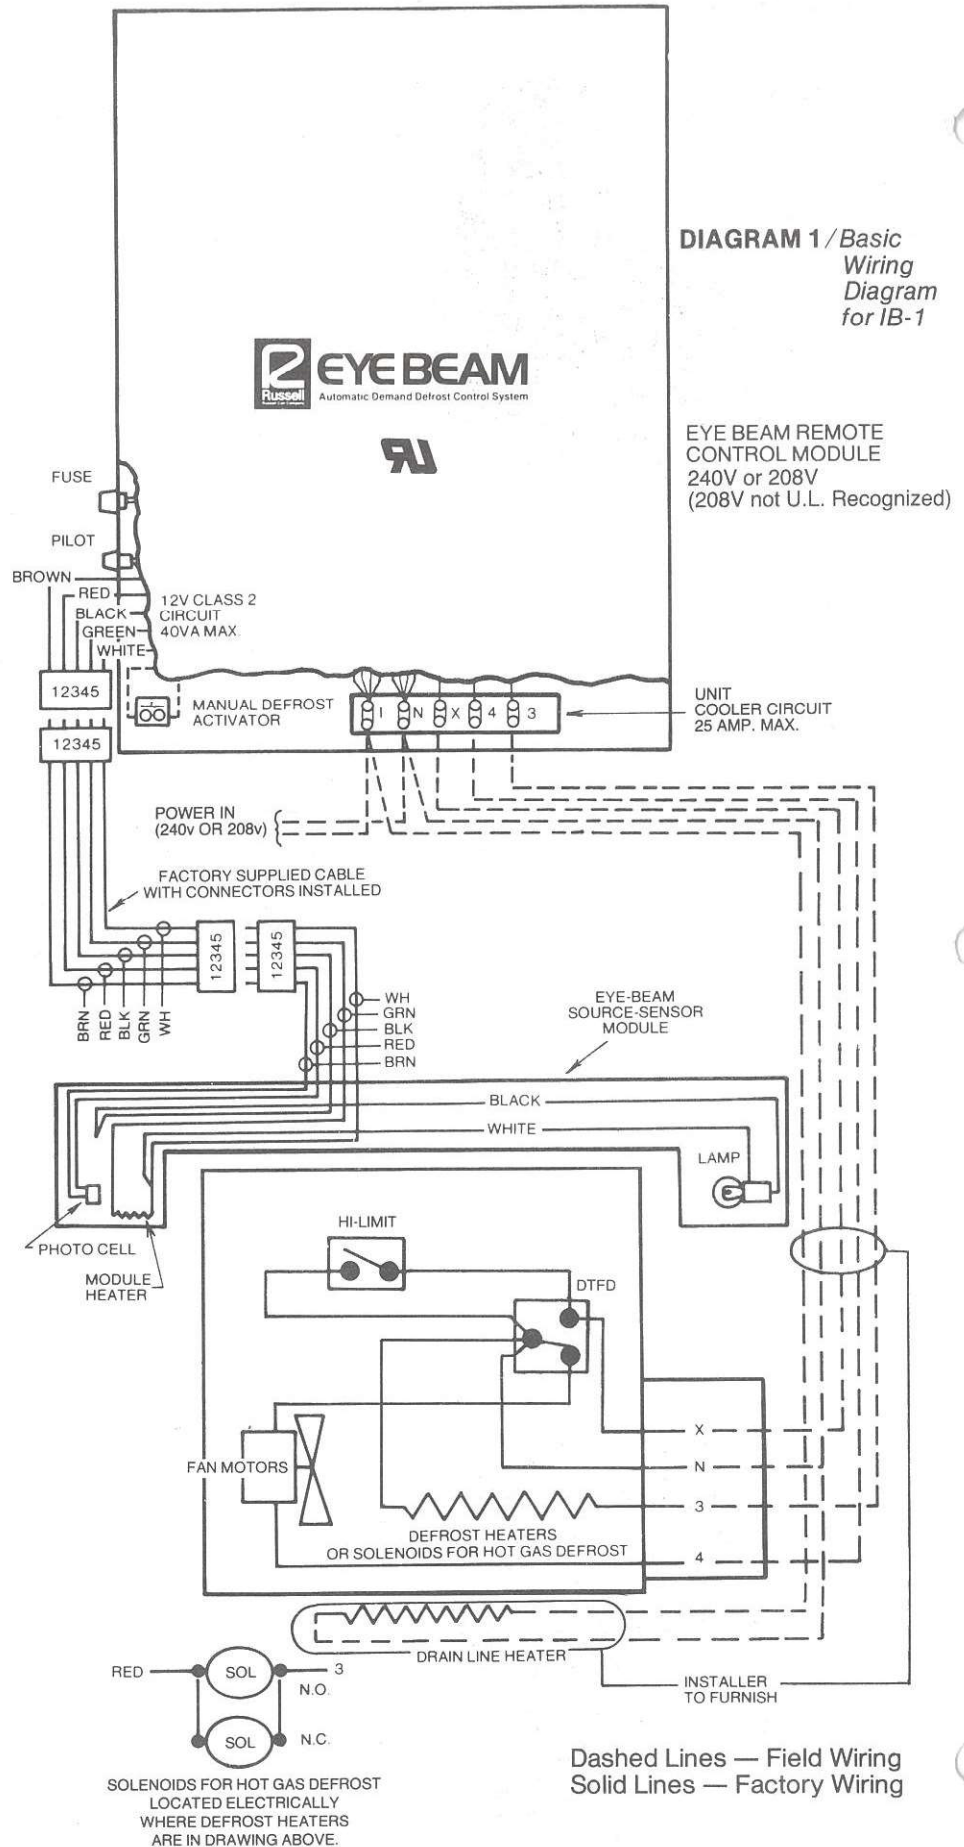 DIAGRAM 1/Basic
Wiring
Diagram
for IB-1
Russell
EYE BEAM
Automatic Demand Defrost Control System
EYE BEAM REMOTE
CONTROL MODULE
240V or 208V
(208V not U.L. Recognized)
FUSE
PILOT
BROWN
RED
BLACK
GREEN
WHITE
12V CLASS 2
CIRCUIT
40VA MAX.
12345
MANUAL DEFROST
ACTIVATOR
1 N X 4 3
UNIT
COOLER CIRCUIT
25 AMP. MAX.
12345
POWER IN
(240v OR 208v)
FACTORY SUPPLIED CABLE
WITH CONNECTORS INSTALLED
12345
12345
BRN
RED
BLK
GRN
WH
WH
GRN
BLK
RED
BRN
EYE-BEAM
SOURCE-SENSOR
MODULE
BLACK
WHITE
LAMP
PHOTO CELL
MODULE
HEATER
HI-LIMIT
DTFD
FAN MOTORS
X
N
3
4
DEFROST HEATERS
OR SOLENOIDS FOR HOT GAS DEFROST
DRAIN LINE HEATER
INSTALLER
TO FURNISH
RED
SOL
3
N.O.
SOL
N.C.
SOLENOIDS FOR HOT GAS DEFROST
LOCATED ELECTRICALLY
WHERE DEFROST HEATERS
ARE IN DRAWING ABOVE.
Dashed Lines — Field Wiring
Solid Lines — Factory Wiring